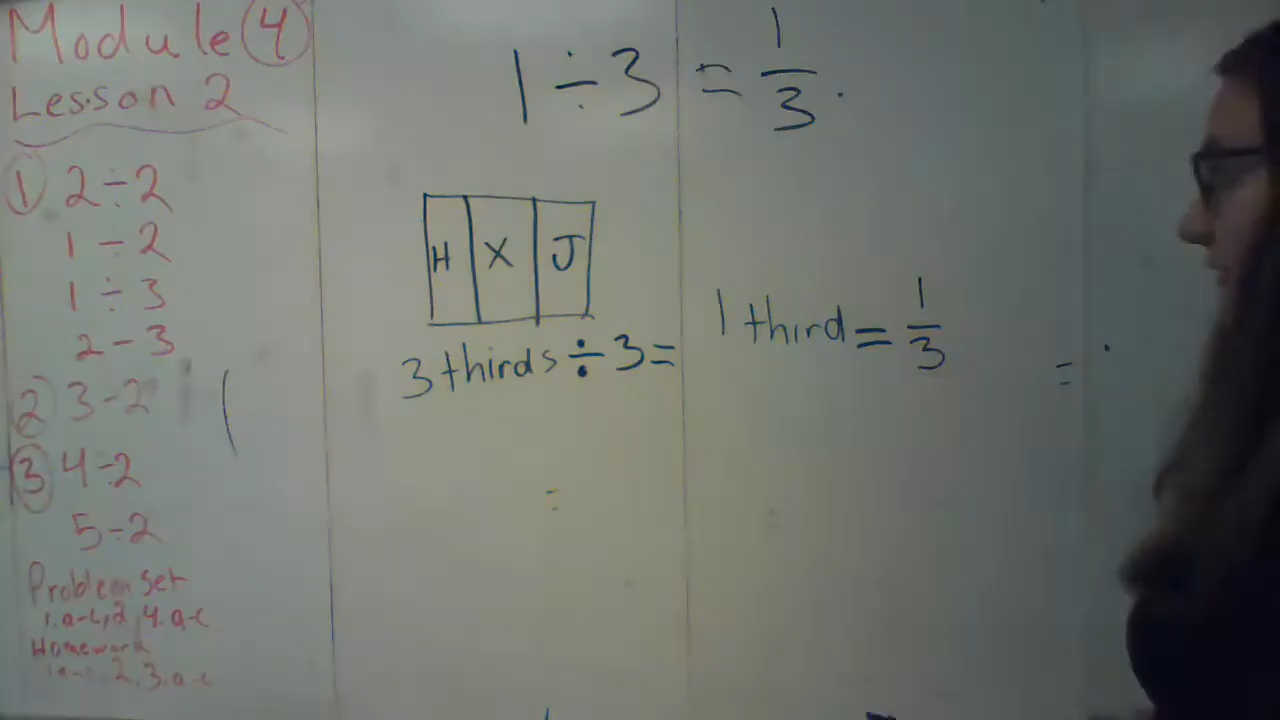 Module 4
Lesson 2
1 2÷2
1÷2
1÷3
2-3
2 3-2
3 4-2
5-2
Problem Set
1.a-c,2 4.a-c
Homework
2,3.a-c
1÷3 = 1/3.
H X J
3 thirds ÷ 3 = 1 third = 1/3
=